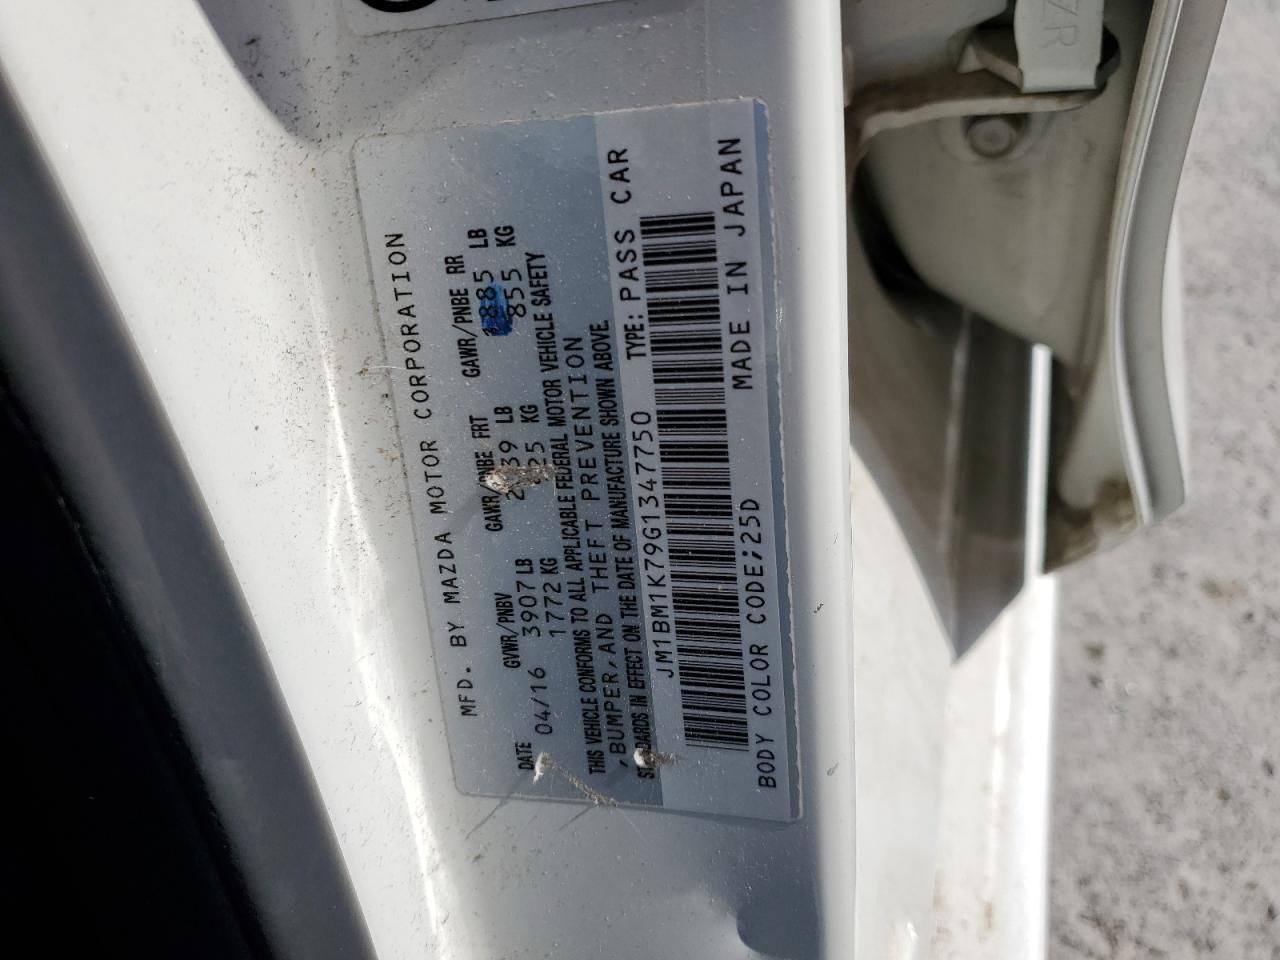 MFD. BY MAZDA MOTOR CORPORATION
DATE GVWR/PNBV GAWR/PNBE FRT GAWR/PNBE RR
04/16 3907 LB LB 1885 LB
1772 KG KG 855 KG
THIS VEHICLE CONFORMS TO ALL APPLICABLE FEDERAL MOTOR VEHICLE SAFETY
,BUMPER,AND THEFT PREVENTION
STANDARDS IN EFFECT ON THE DATE OF MANUFACTURE SHOWN ABOVE
JM1BM1K79G1347750 TYPE: PASS CAR
BODY COLOR CODE;25D MADE IN JAPAN
ZR